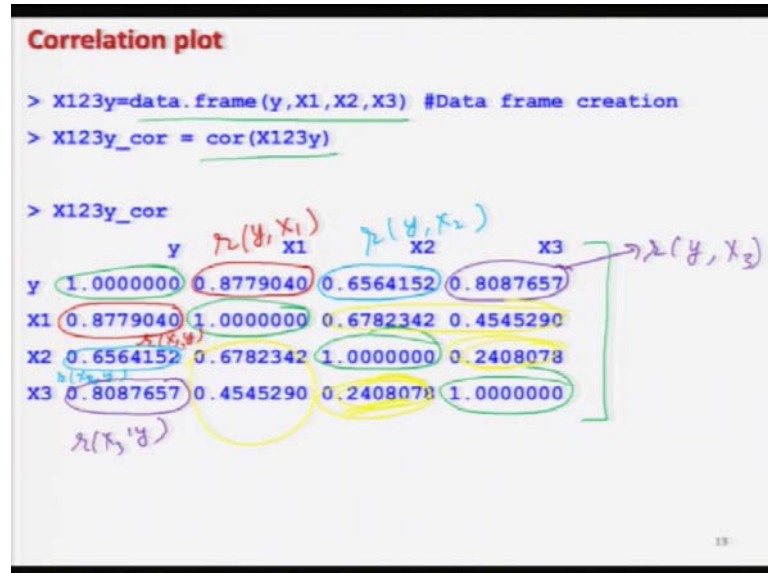 Correlation plot
> X123y=data.frame(y,X1,X2,X3) #Data frame creation
> X123y_cor = cor(X123y)
> X123y_cor
r(y, x₁) r(y, x₂)
y X1 X2 X3
y 1.0000000 0.8779040 0.6564152 0.8087657 r(y, x₃)
X1 0.8779040 1.0000000 0.6782342 0.4545290
r(x₁,y)
X2 0.6564152 0.6782342 1.0000000 0.2408078
r(x₂,y)
X3 0.8087657 0.4545290 0.2408078 1.0000000
r(x₃,y)
13